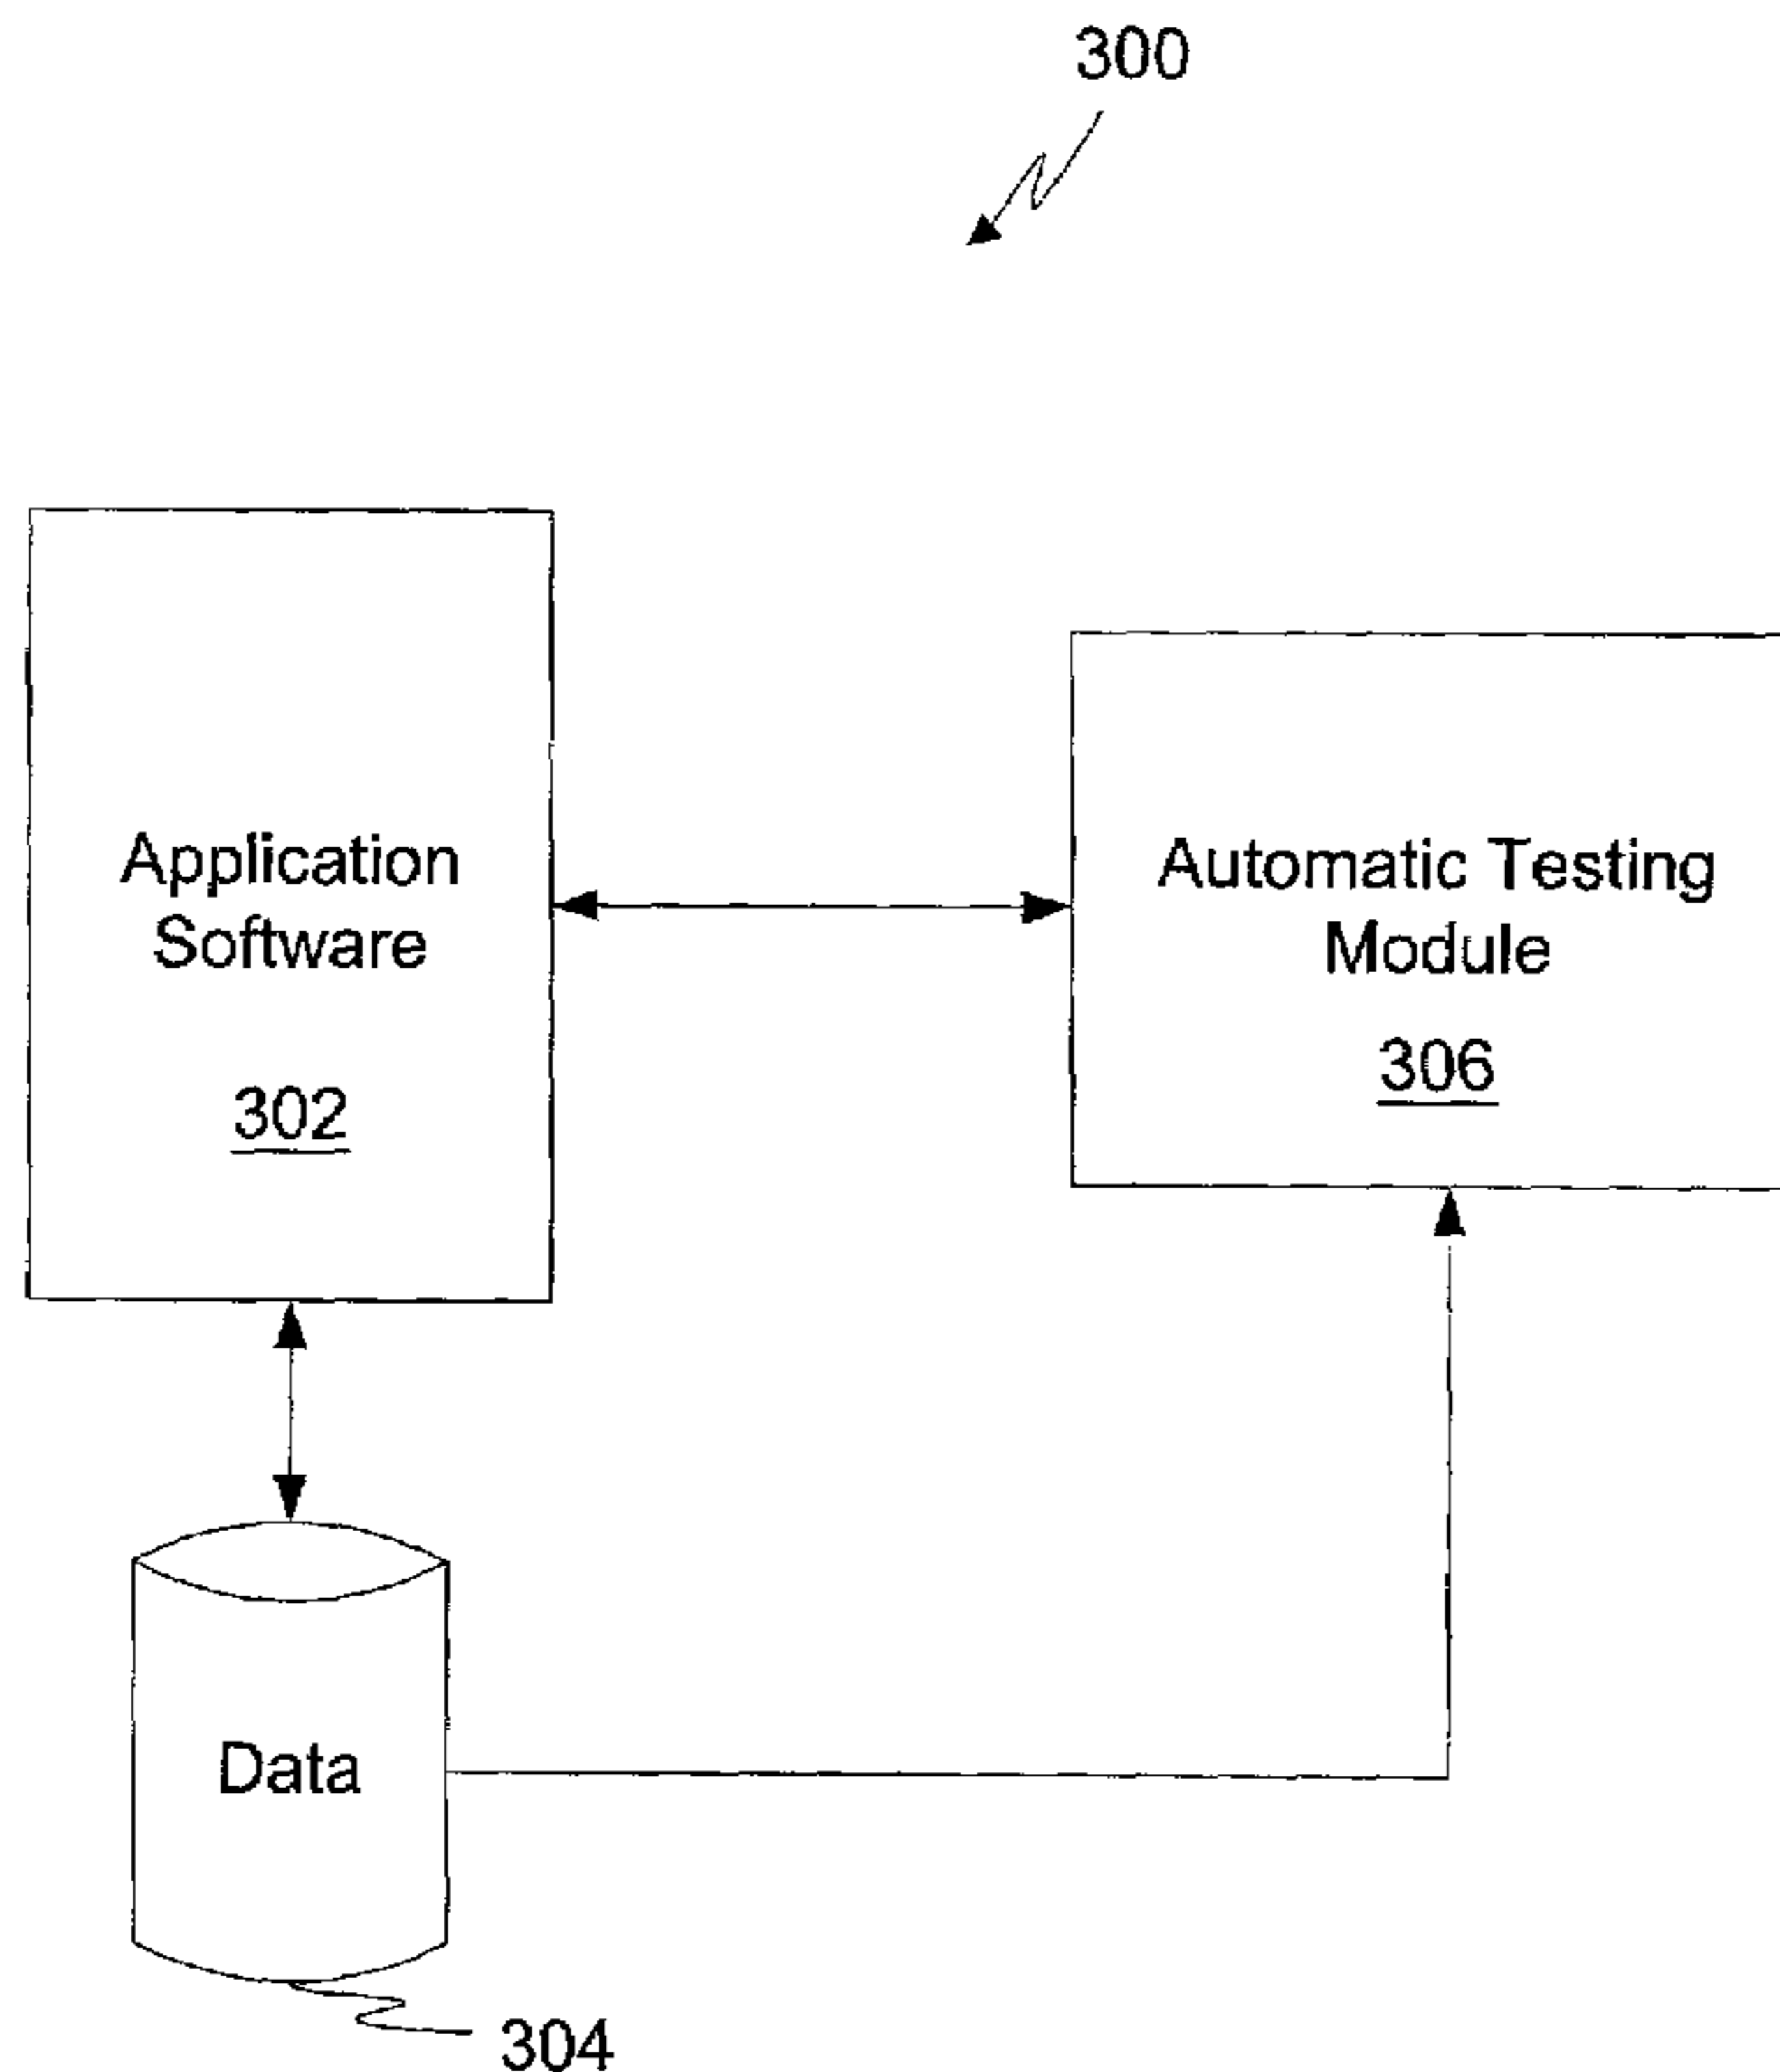 300
Application
Software
302
Automatic Testing
Module
306
Data
304